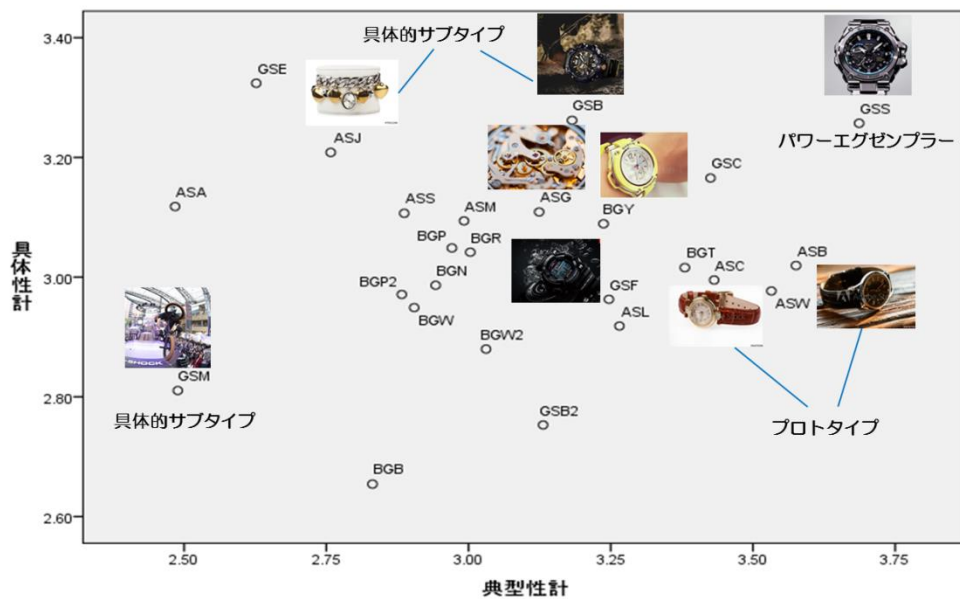 3.40
3.20
3.00
2.80
2.60
具体性計
2.50
2.75
3.00
3.25
3.50
3.75
典型性計
具体的サブタイプ
GSE
GSB
GSS
パワーエグゼンプラー
ASJ
GSC
ASA
ASS
ASM
ASG
BGY
BGP
BGR
BGT
ASC
ASB
BGP2
BGN
GSF
ASW
BGW
ASL
BGW2
SHOCK
GSM
具体的サブタイプ
GSB2
プロトタイプ
BGB